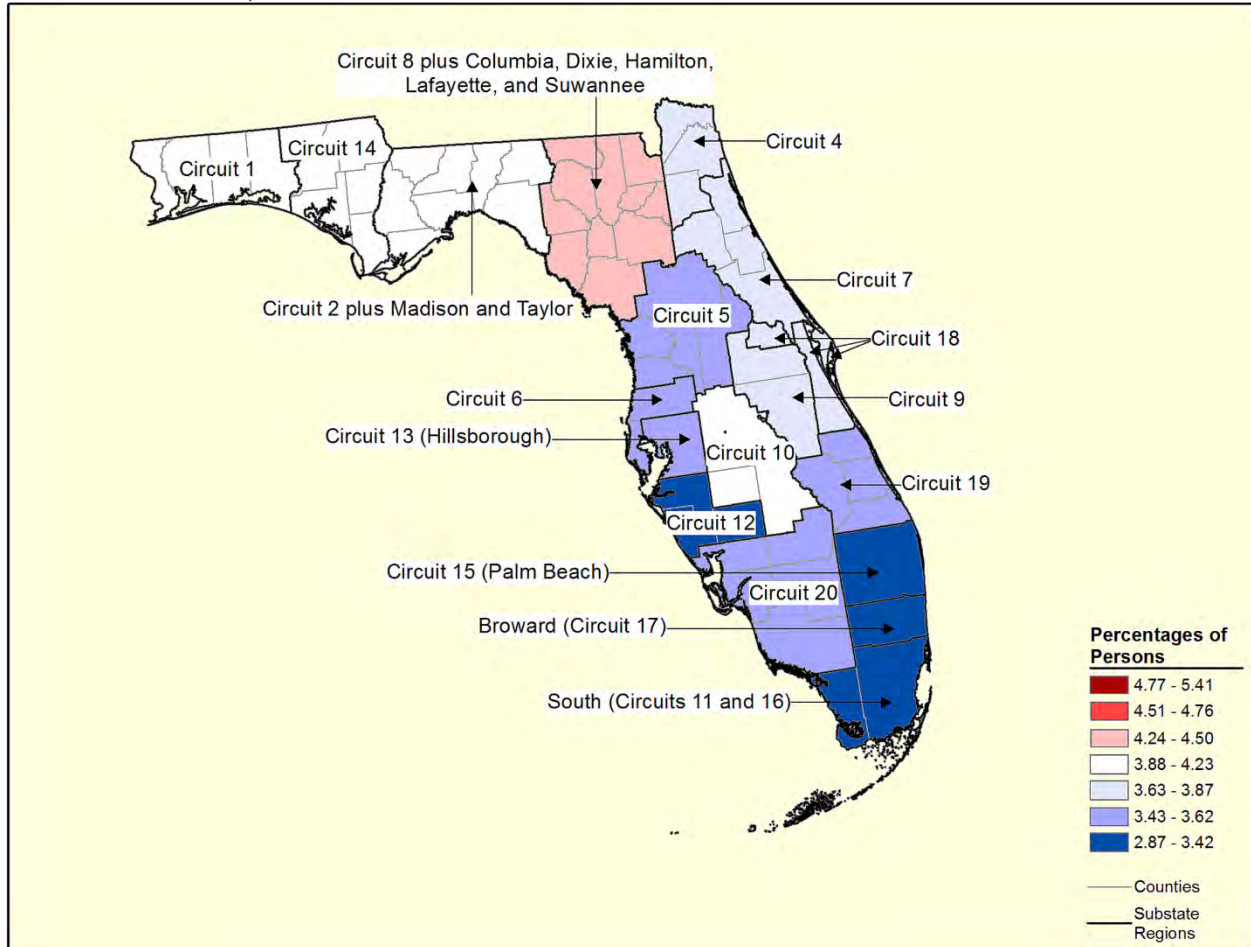 Circuit 8 plus Columbia, Dixie, Hamilton,
Lafayette, and Suwannee
Circuit 4
Circuit 14
Circuit 1
Circuit 7
Circuit 2 plus Madison and Taylor
Circuit 5
Circuit 18
Circuit 6
Circuit 9
Circuit 13 (Hillsborough)
Circuit 10
Circuit 19
Circuit 12
Circuit 15 (Palm Beach)
Circuit 20
Broward (Circuit 17)
South (Circuits 11 and 16)
Percentages of
Persons
4.77 - 5.41
4.51 - 4.76
4.24 - 4.50
3.88 - 4.23
3.63 - 3.87
3.43 - 3.62
2.87 - 3.42
Counties
Substate
Regions